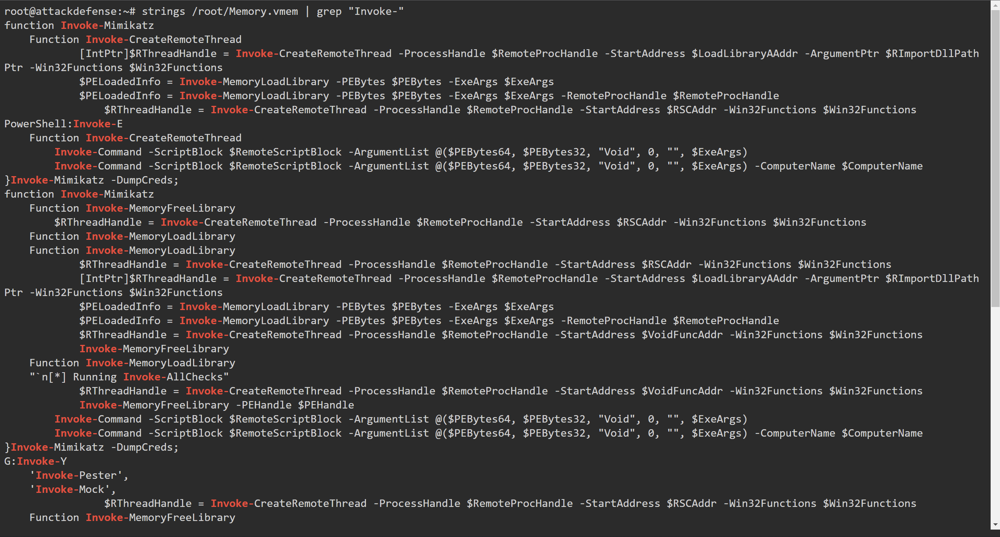 root@attackdefense:~# strings /root/Memory.vmem | grep "Invoke-"
function Invoke-Mimikatz
    Function Invoke-CreateRemoteThread
            [IntPtr]$RThreadHandle = Invoke-CreateRemoteThread -ProcessHandle $RemoteProcHandle -StartAddress $LoadLibraryAAddr -ArgumentPtr $RImportDllPath
Ptr -Win32Functions $Win32Functions
            $PELoadedInfo = Invoke-MemoryLoadLibrary -PEBytes $PEBytes -ExeArgs $ExeArgs
            $PELoadedInfo = Invoke-MemoryLoadLibrary -PEBytes $PEBytes -ExeArgs $ExeArgs -RemoteProcHandle $RemoteProcHandle
                $RThreadHandle = Invoke-CreateRemoteThread -ProcessHandle $RemoteProcHandle -StartAddress $RSCAddr -Win32Functions $Win32Functions
PowerShell:Invoke-E
    Function Invoke-CreateRemoteThread
        Invoke-Command -ScriptBlock $RemoteScriptBlock -ArgumentList @($PEBytes64, $PEBytes32, "Void", 0, "", $ExeArgs)
        Invoke-Command -ScriptBlock $RemoteScriptBlock -ArgumentList @($PEBytes64, $PEBytes32, "Void", 0, "", $ExeArgs) -ComputerName $ComputerName
}Invoke-Mimikatz -DumpCreds;
function Invoke-Mimikatz
    Function Invoke-MemoryFreeLibrary
        $RThreadHandle = Invoke-CreateRemoteThread -ProcessHandle $RemoteProcHandle -StartAddress $RSCAddr -Win32Functions $Win32Functions
    Function Invoke-MemoryLoadLibrary
    Function Invoke-MemoryLoadLibrary
            $RThreadHandle = Invoke-CreateRemoteThread -ProcessHandle $RemoteProcHandle -StartAddress $RSCAddr -Win32Functions $Win32Functions
            [IntPtr]$RThreadHandle = Invoke-CreateRemoteThread -ProcessHandle $RemoteProcHandle -StartAddress $LoadLibraryAAddr -ArgumentPtr $RImportDllPath
Ptr -Win32Functions $Win32Functions
            $PELoadedInfo = Invoke-MemoryLoadLibrary -PEBytes $PEBytes -ExeArgs $ExeArgs
            $PELoadedInfo = Invoke-MemoryLoadLibrary -PEBytes $PEBytes -ExeArgs $ExeArgs -RemoteProcHandle $RemoteProcHandle
            $RThreadHandle = Invoke-CreateRemoteThread -ProcessHandle $RemoteProcHandle -StartAddress $VoidFuncAddr -Win32Functions $Win32Functions
            Invoke-MemoryFreeLibrary
    Function Invoke-MemoryLoadLibrary
    "`n[*] Running Invoke-AllChecks"
            $RThreadHandle = Invoke-CreateRemoteThread -ProcessHandle $RemoteProcHandle -StartAddress $VoidFuncAddr -Win32Functions $Win32Functions
            Invoke-MemoryFreeLibrary -PEHandle $PEHandle
        Invoke-Command -ScriptBlock $RemoteScriptBlock -ArgumentList @($PEBytes64, $PEBytes32, "Void", 0, "", $ExeArgs)
        Invoke-Command -ScriptBlock $RemoteScriptBlock -ArgumentList @($PEBytes64, $PEBytes32, "Void", 0, "", $ExeArgs) -ComputerName $ComputerName
}Invoke-Mimikatz -DumpCreds;
G:Invoke-Y
    'Invoke-Pester',
    'Invoke-Mock',
                $RThreadHandle = Invoke-CreateRemoteThread -ProcessHandle $RemoteProcHandle -StartAddress $RSCAddr -Win32Functions $Win32Functions
    Function Invoke-MemoryFreeLibrary